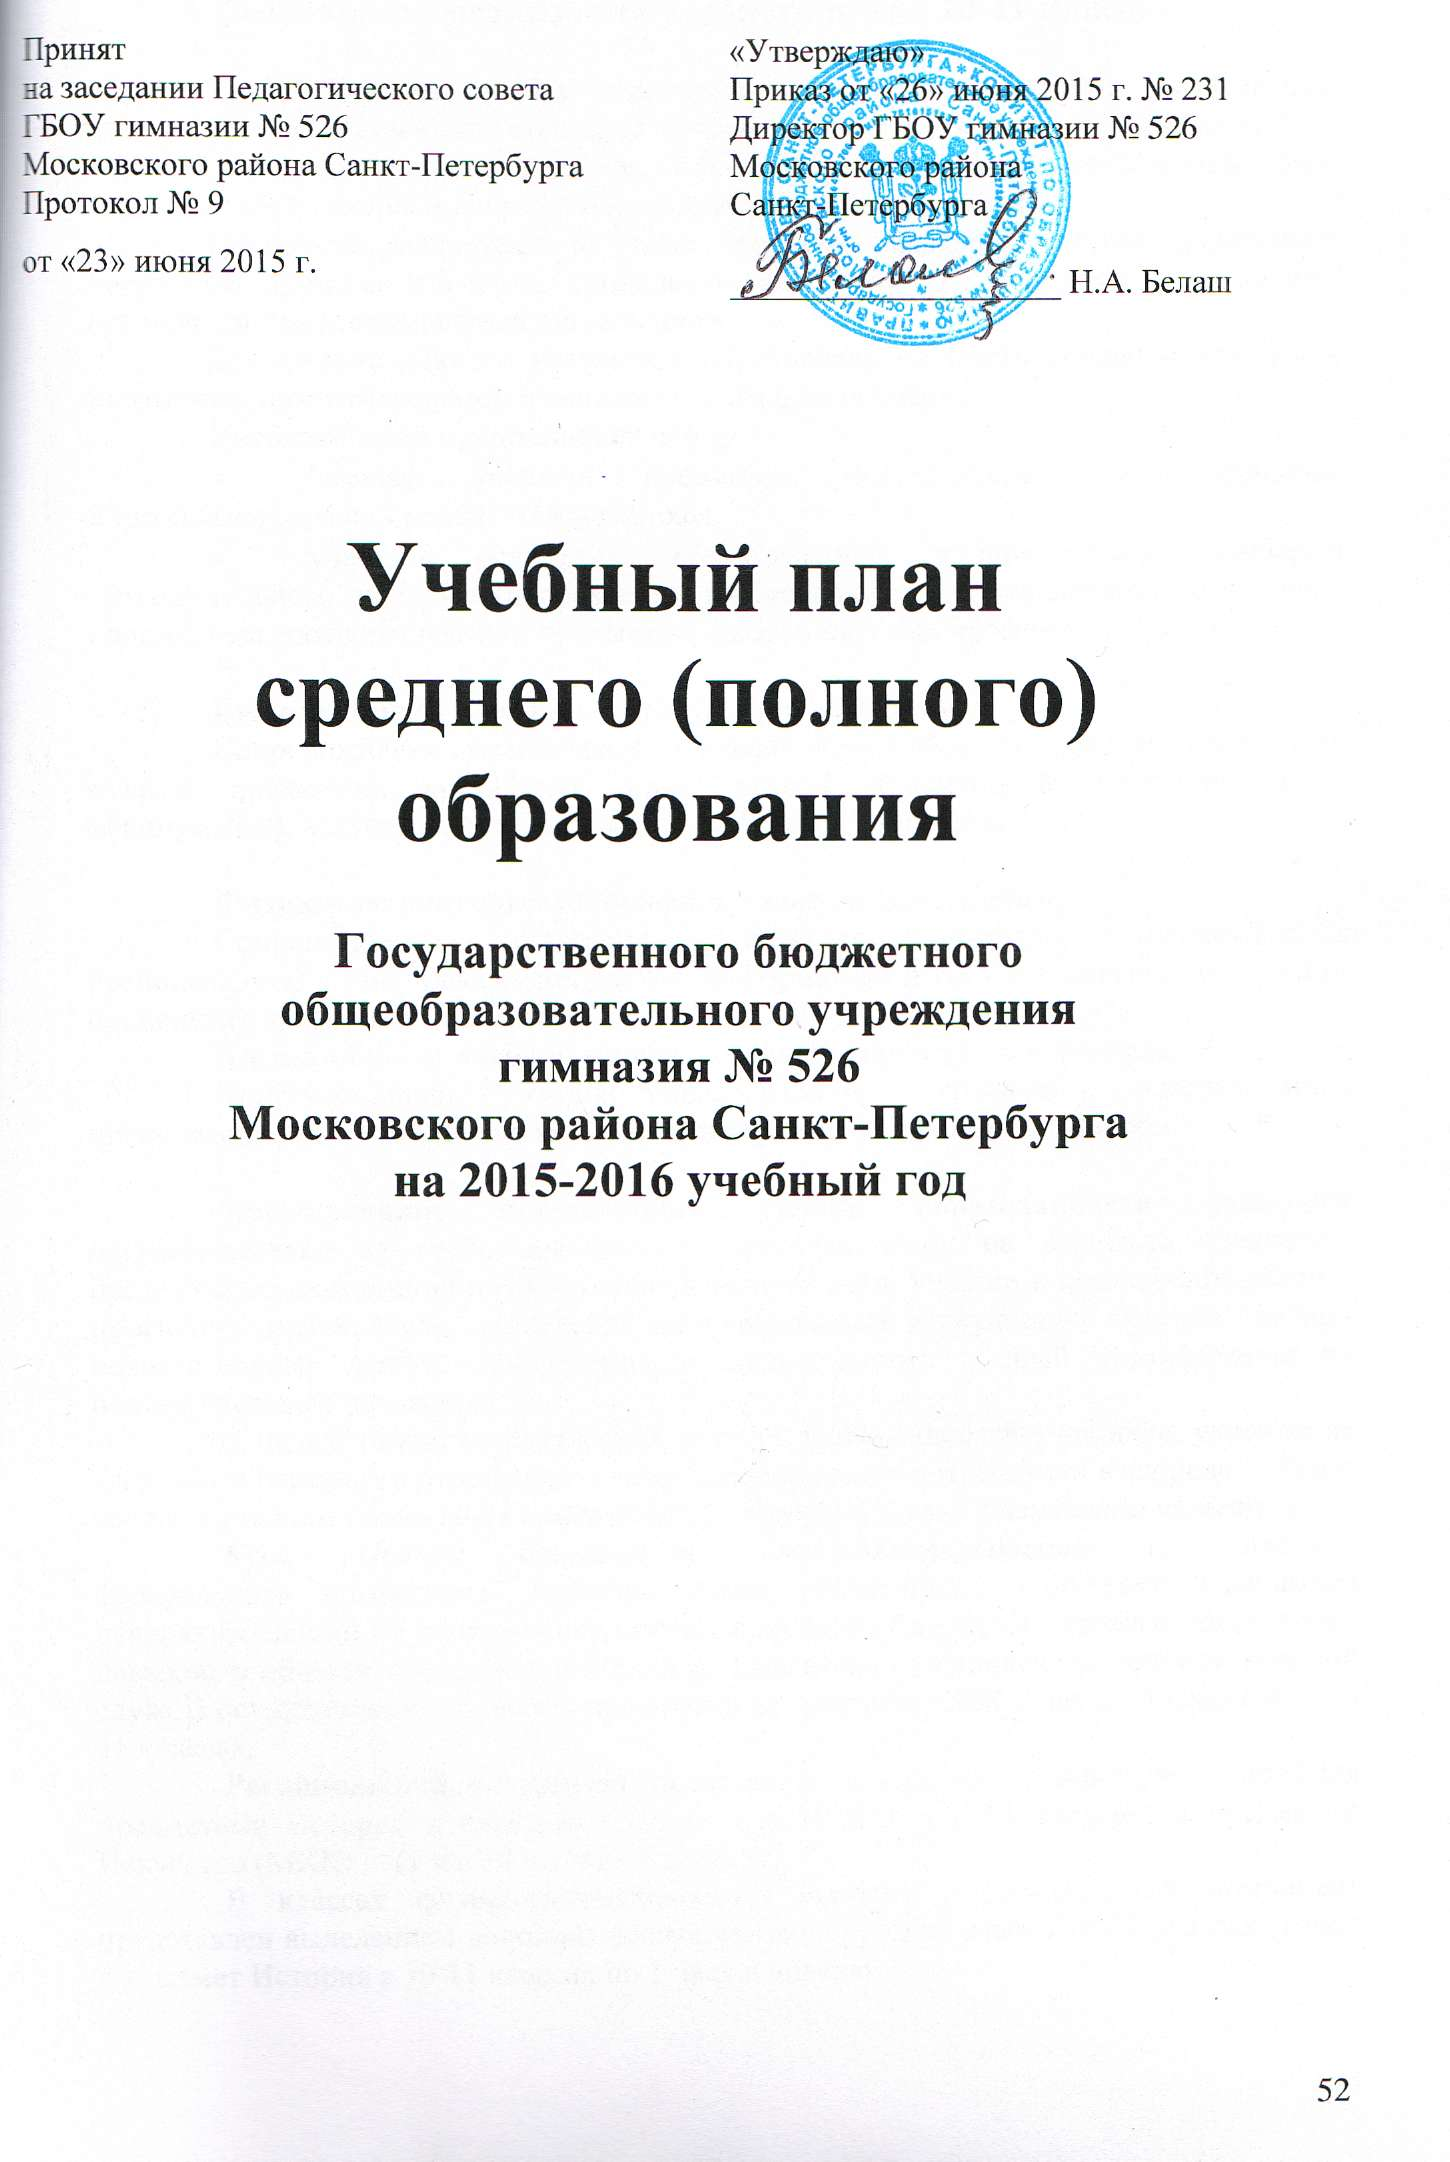 Принят
на заседании Педагогического совета
ГБОУ гимназии № 526
Московского района Санкт-Петербурга
Протокол № 9
от «23» июня 2015 г.
«Утверждаю»
Приказ от «26» июня 2015 г. № 231
Директор ГБОУ гимназии № 526
Московского района
Санкт-Петербурга
Н.А. Белаш
Учебный план
среднего (полного)
образования
Государственного бюджетного
общеобразовательного учреждения
гимназия № 526
Московского района Санкт-Петербурга
на 2015-2016 учебный год
52